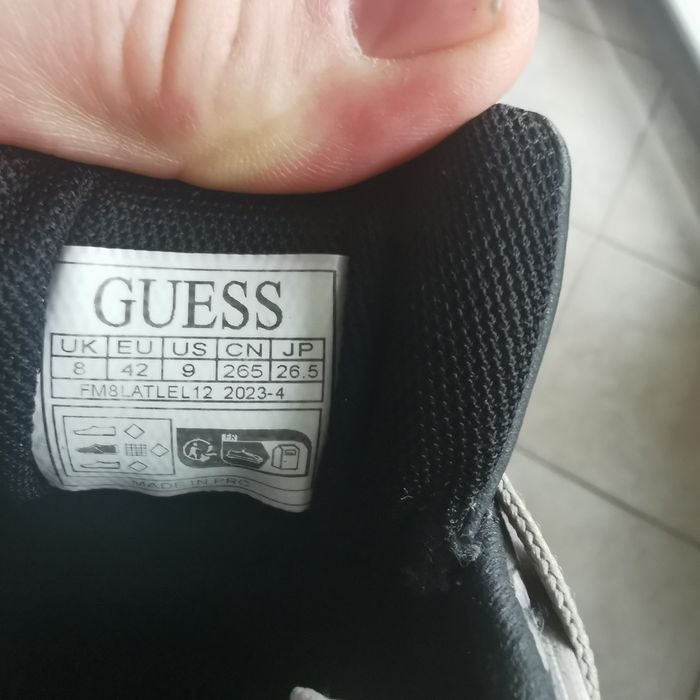 GUESS
UK EU US CN JP
8 42 9 265 26.5
FM8LATLEL12 2023-4
FR
MADE IN PRC